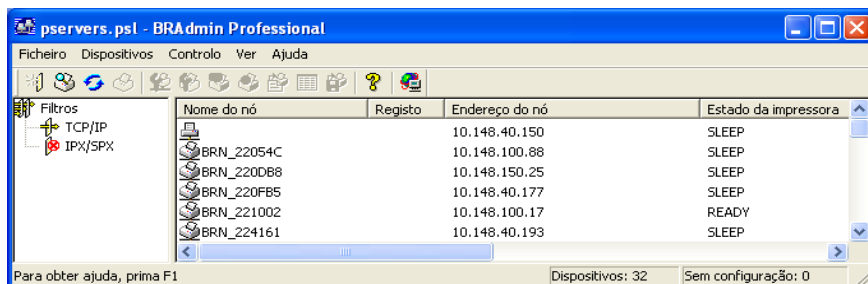 pservers.psl - BRAdmin Professional
Ficheiro Dispositivos Controlo Ver Ajuda
Filtros
TCP/IP
IPX/SPX
Nome do nó Registo Endereço do nó Estado da impressora
10.148.40.150 SLEEP
BRN_22054C 10.148.100.88 SLEEP
BRN_220DB8 10.148.150.25 SLEEP
BRN_220FB5 10.148.40.177 SLEEP
BRN_221002 10.148.100.17 READY
BRN_224161 10.148.40.193 SLEEP
Para obter ajuda, prima F1 Dispositivos: 32 Sem configuração: 0